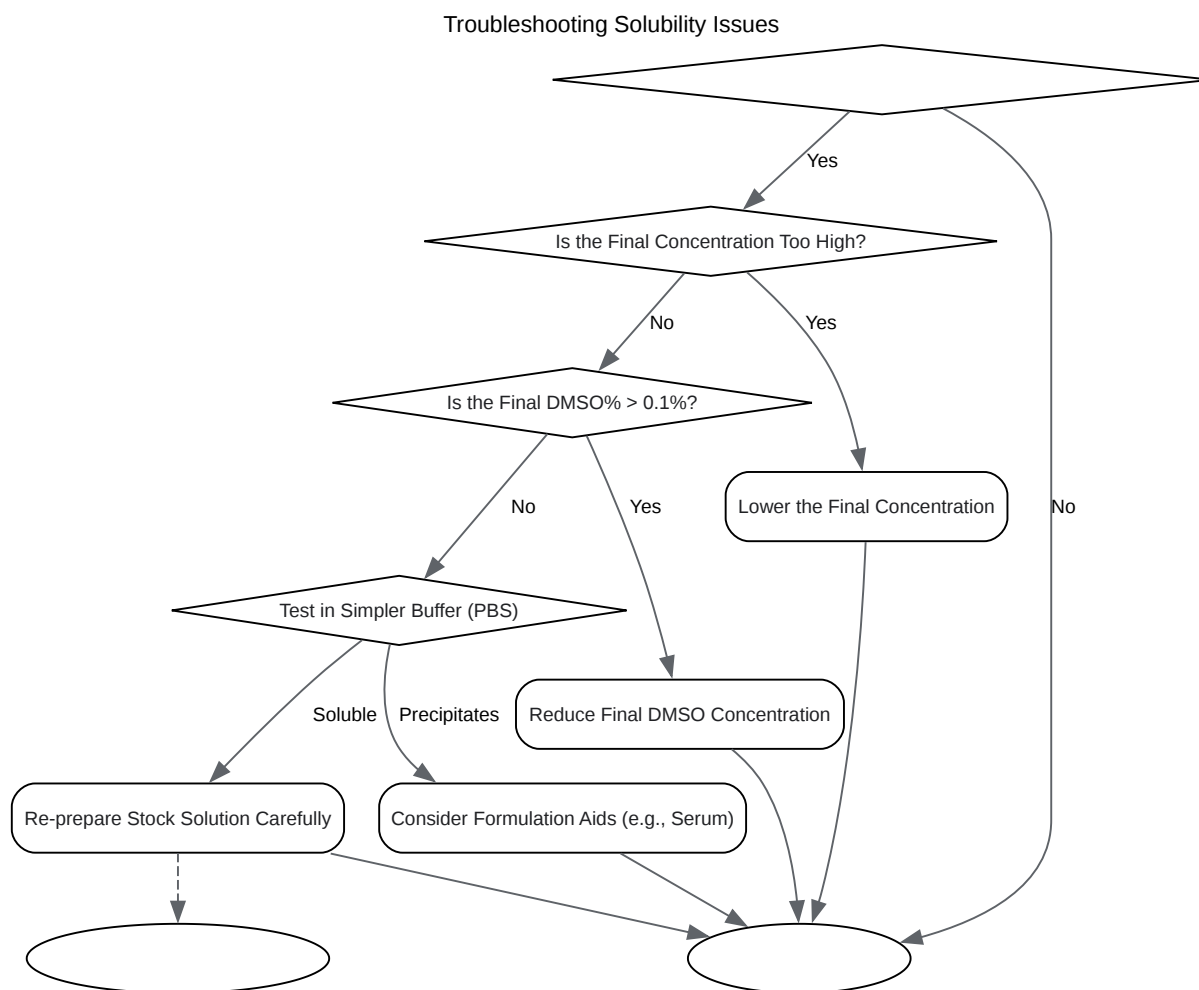 Troubleshooting Solubility Issues
Yes
Is the Final Concentration Too High?
No
Yes
Is the Final DMSO% > 0.1%?
No
Yes
Lower the Final Concentration
No
Test in Simpler Buffer (PBS)
Soluble
Precipitates
Reduce Final DMSO Concentration
Re-prepare Stock Solution Carefully
Consider Formulation Aids (e.g., Serum)